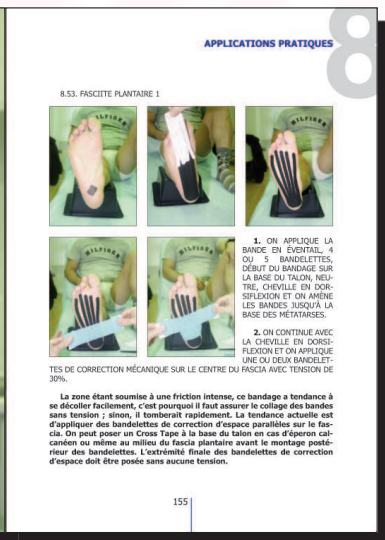 8
APPLICATIONS PRATIQUES
8.53. FASCIITE PLANTAIRE 1
1. ON APPLIQUE LA
BANDE EN ÉVENTAIL, 4
OU 5 BANDELETTES,
DÉBUT DU BANDAGE SUR
LA BASE DU TALON, NEU-
TRE, CHEVILLE EN DOR-
SIFLEXION ET ON AMÈNE
LES BANDES JUSQU'À LA
BASE DES MÉTATARSES.
2. ON CONTINUE AVEC
LA CHEVILLE EN DORSI-
FLEXION ET ON APPLIQUE
UNE OU DEUX BANDELET-
TES DE CORRECTION MÉCANIQUE SUR LE CENTRE DU FASCIA AVEC TENSION DE
30%.
La zone étant soumise à une friction intense, ce bandage a tendance à
se décoller facilement, c'est pourquoi il faut assurer le collage des bandes
sans tension ; sinon, il tomberait rapidement. La tendance actuelle est
d'appliquer des bandelettes de correction d'espace parallèles sur le fas-
cia. On peut poser un Cross Tape à la base du talon en cas d'éperon cal-
canéen ou même au milieu du fascia plantaire avant le montage posté-
rieur des bandelettes. L'extrémité finale des bandelettes de correction
d'espace doit être posée sans aucune tension.
155